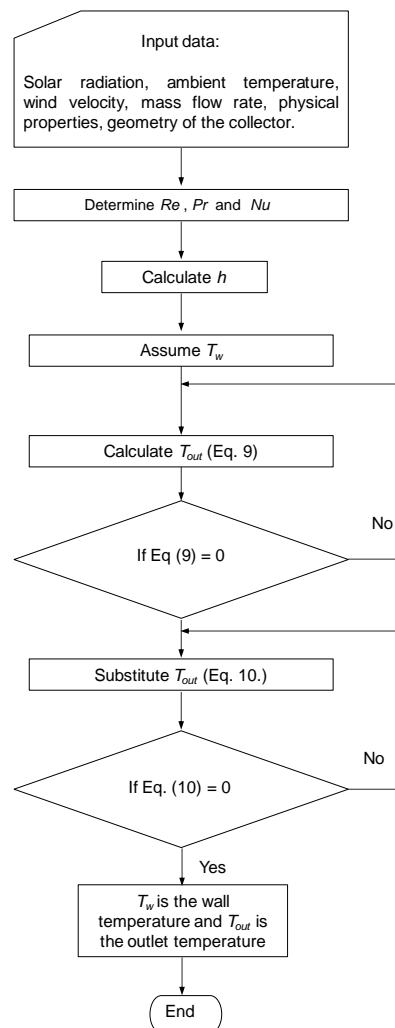 Input data:
Solar radiation, ambient temperature,
wind velocity, mass flow rate, physical
properties, geometry of the collector.
Determine Re , Pr and Nu
Calculate h
Assume Tw
Calculate Tout (Eq. 9)
No
If Eq (9) = 0
Substitute Tout (Eq. 10.)
No
If Eq. (10) = 0
Yes
Tw is the wall
temperature and Tout is
the outlet temperature
End